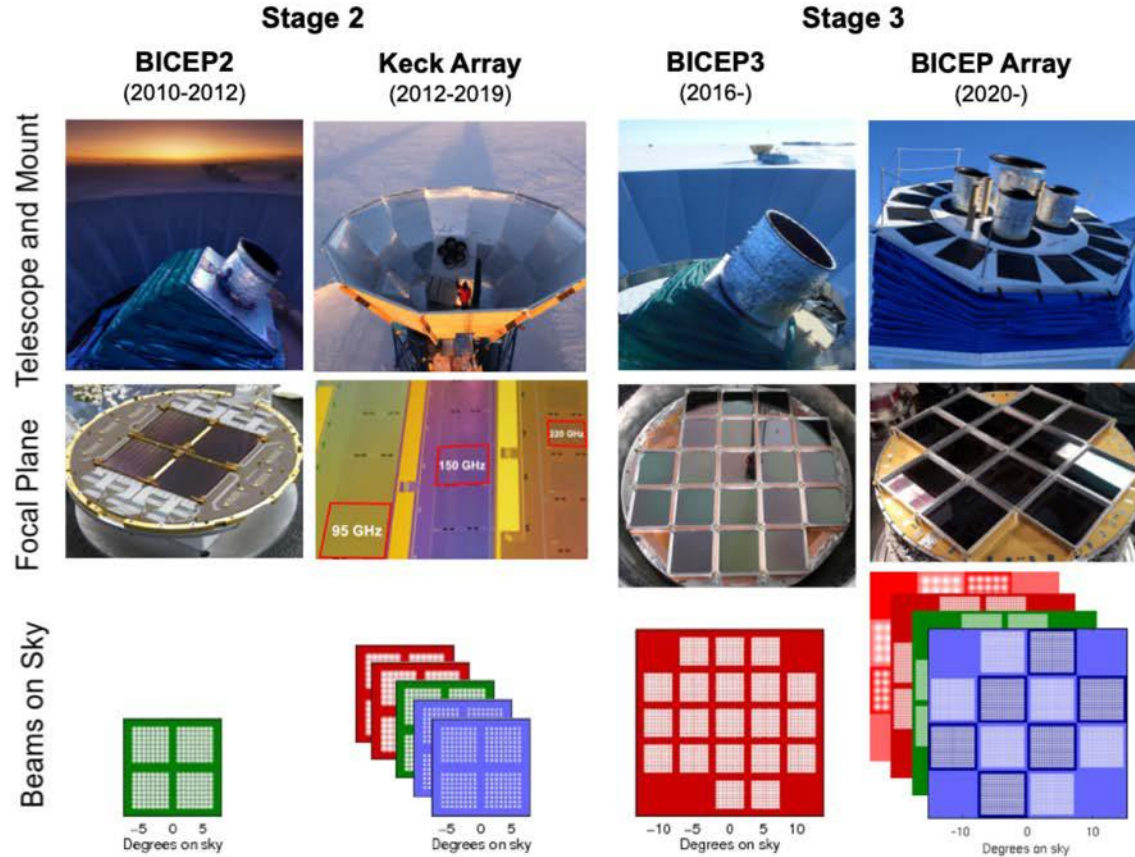 Stage 2
Stage 3
BICEP2
Keck Array
BICEP3
BICEP Array
(2010-2012)
(2012-2019)
(2016-)
(2020-)
Telescope and Mount
Focal Plane
95 GHz
150 GHz
220 GHz
Beams on Sky
−5 0 5
Degrees on sky
−5 0 5
Degrees on sky
−10 −5 0 5 10
Degrees on sky
−10 0 10
Degrees on sky